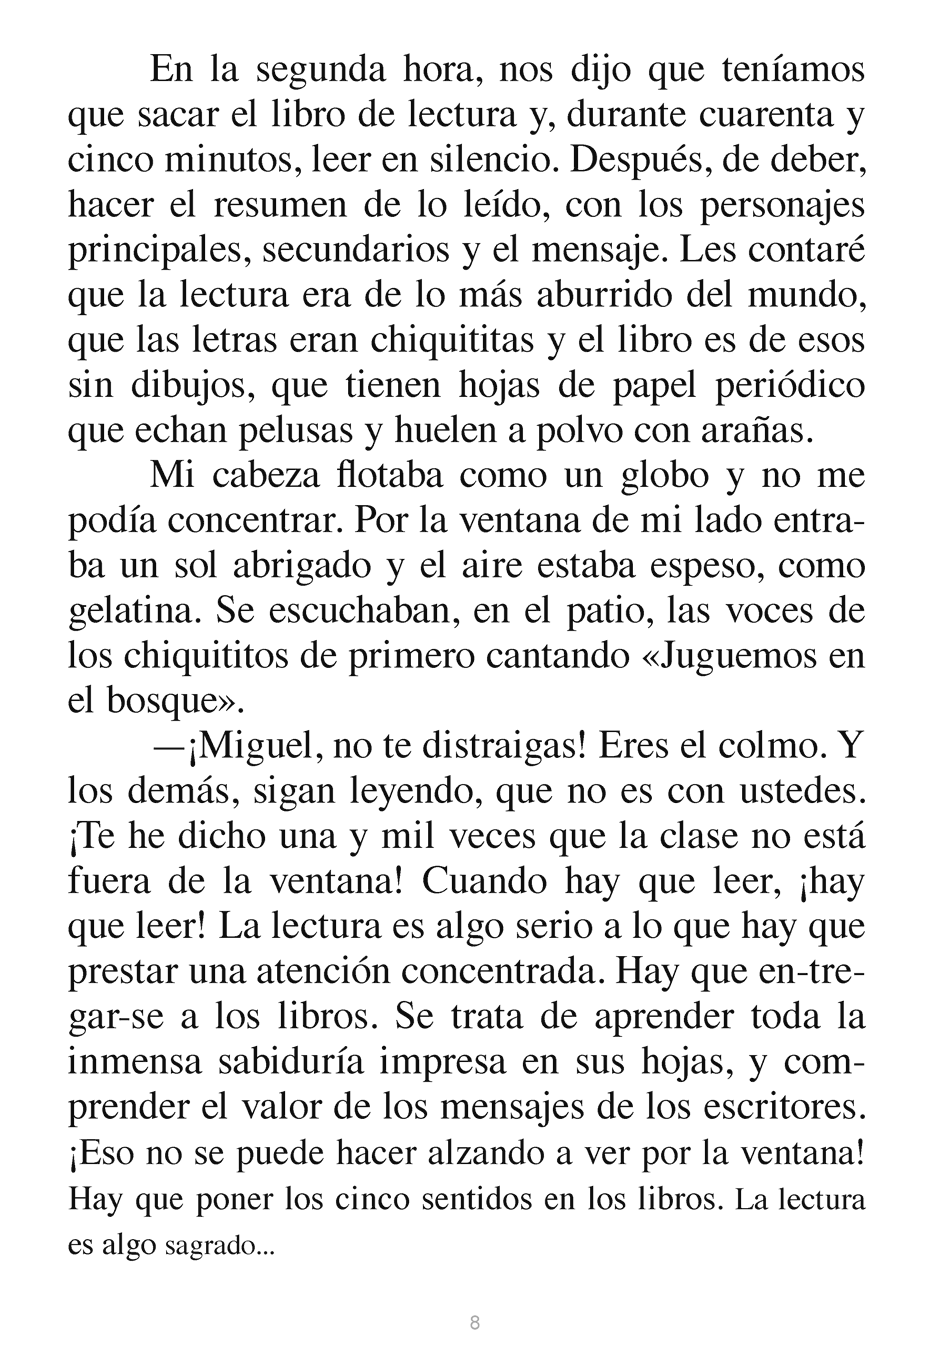 En la segunda hora, nos dijo que teníamos
que sacar el libro de lectura y, durante cuarenta y
cinco minutos, leer en silencio. Después, de deber,
hacer el resumen de lo leído, con los personajes
principales, secundarios y el mensaje. Les contaré
que la lectura era de lo más aburrido del mundo,
que las letras eran chiquititas y el libro es de esos
sin dibujos, que tienen hojas de papel periódico
que echan pelusas y huelen a polvo con arañas.
Mi cabeza flotaba como un globo y no me
podía concentrar. Por la ventana de mi lado entra-
ba un sol abrigado y el aire estaba espeso, como
gelatina. Se escuchaban, en el patio, las voces de
los chiquititos de primero cantando «Juguemos en
el bosque».
—¡Miguel, no te distraigas! Eres el colmo. Y
los demás, sigan leyendo, que no es con ustedes.
¡Te he dicho una y mil veces que la clase no está
fuera de la ventana! Cuando hay que leer, ¡hay
que leer! La lectura es algo serio a lo que hay que
prestar una atención concentrada. Hay que en-tre-
gar-se a los libros. Se trata de aprender toda la
inmensa sabiduría impresa en sus hojas, y com-
prender el valor de los mensajes de los escritores.
¡Eso no se puede hacer alzando a ver por la ventana!
Hay que poner los cinco sentidos en los libros. La lectura
es algo sagrado...
8